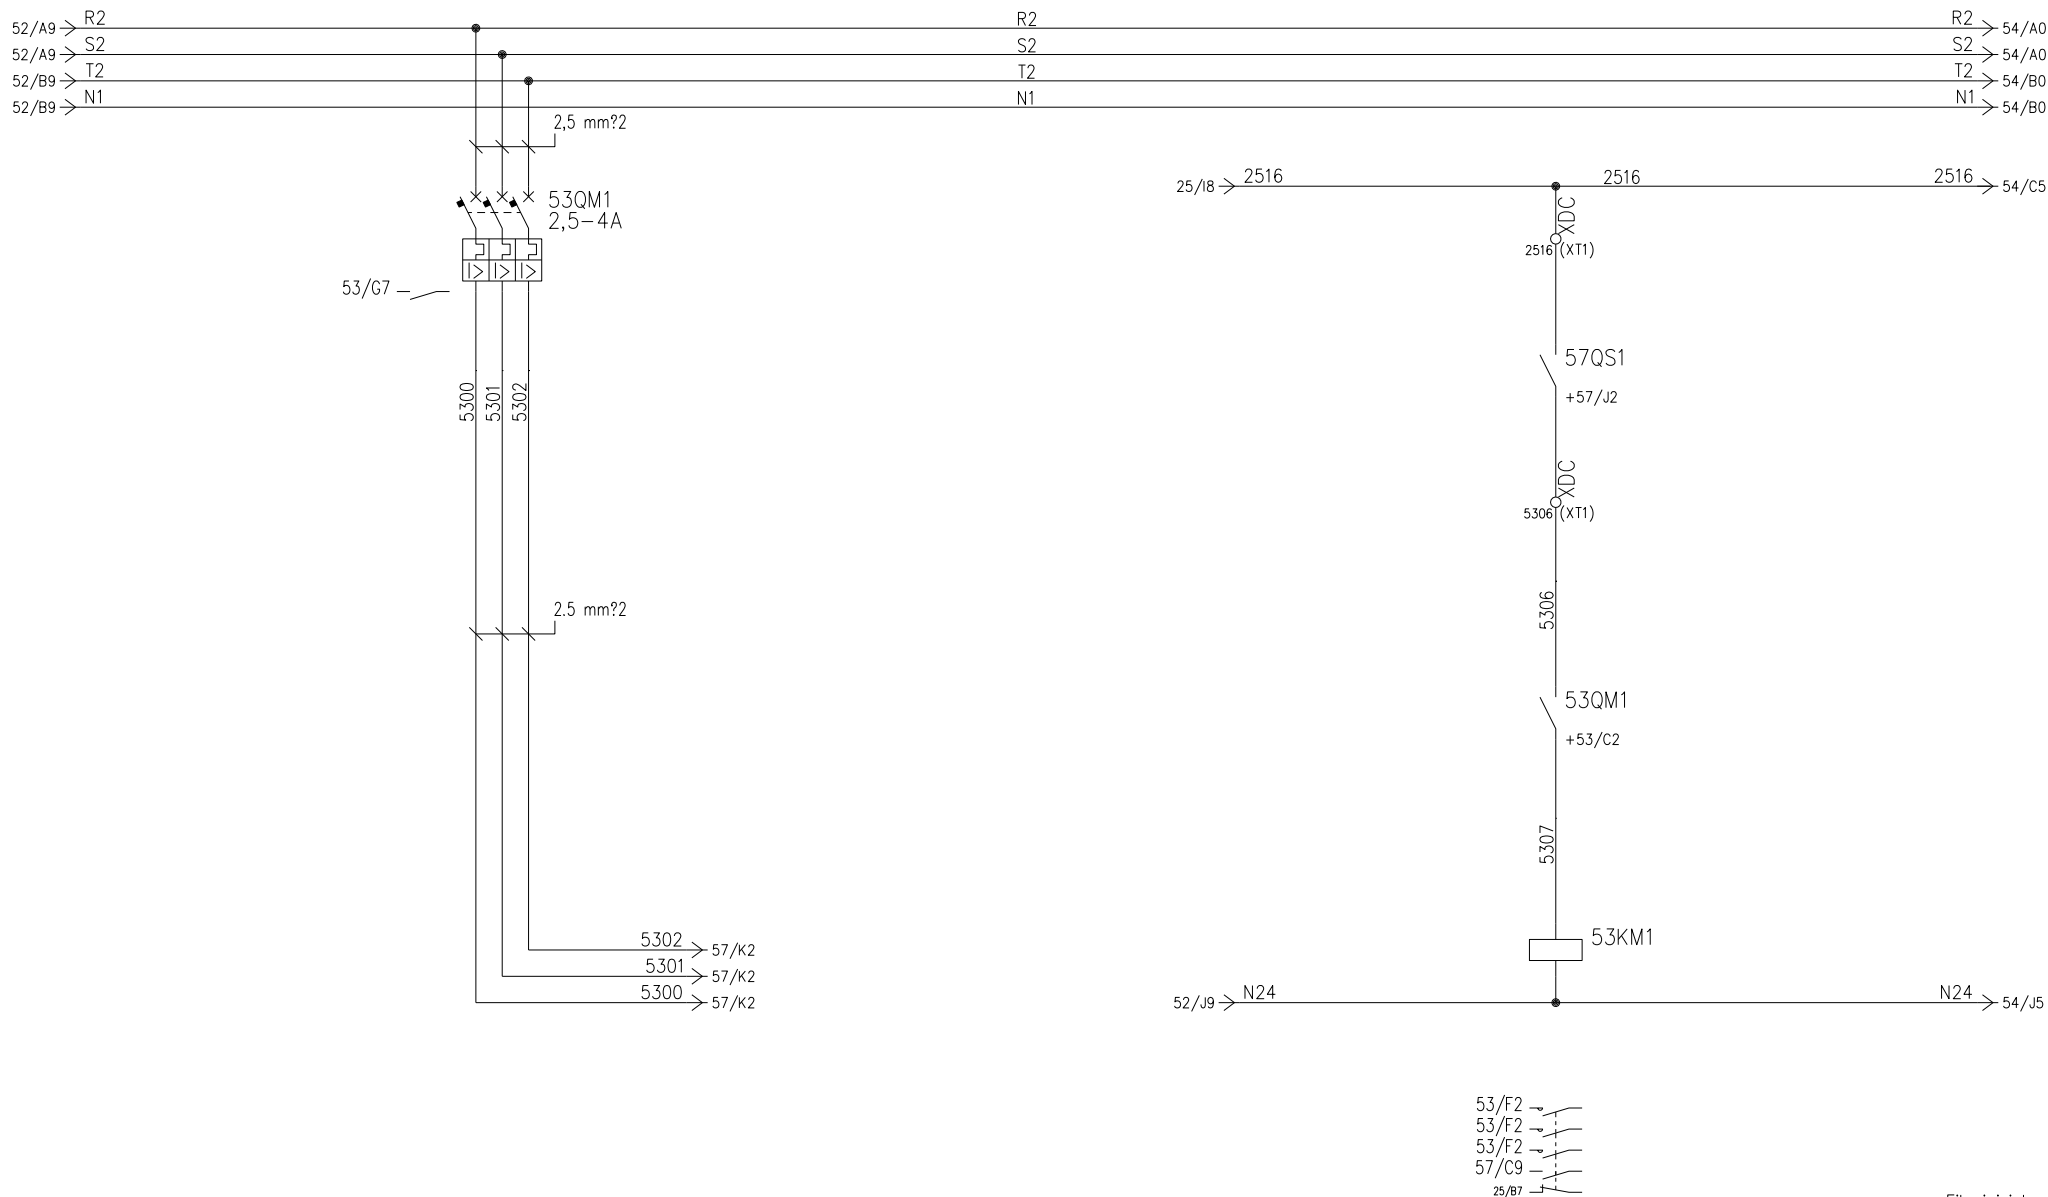 52/A9 R2 R2 R2 54/A0
52/A9 S2 S2 S2 54/A0
52/B9 T2 T2 T2 54/B0
52/B9 N1 N1 N1 54/B0
2,5 mm?2
25/I8 2516 2516 2516 54/C5
53QM1
2,5-4A
XDC
2516 (XT1)
53/G7
57QS1
+57/J2
5300 5301 5302
XDC
5306 (XT1)
5306
2.5 mm?2
53QM1
+53/C2
5307
5302 57/K2
53KM1
5301 57/K2
5300 57/K2
52/J9 N24 N24 54/J5
53/F2
53/F2
53/F2
57/C9
25/B7